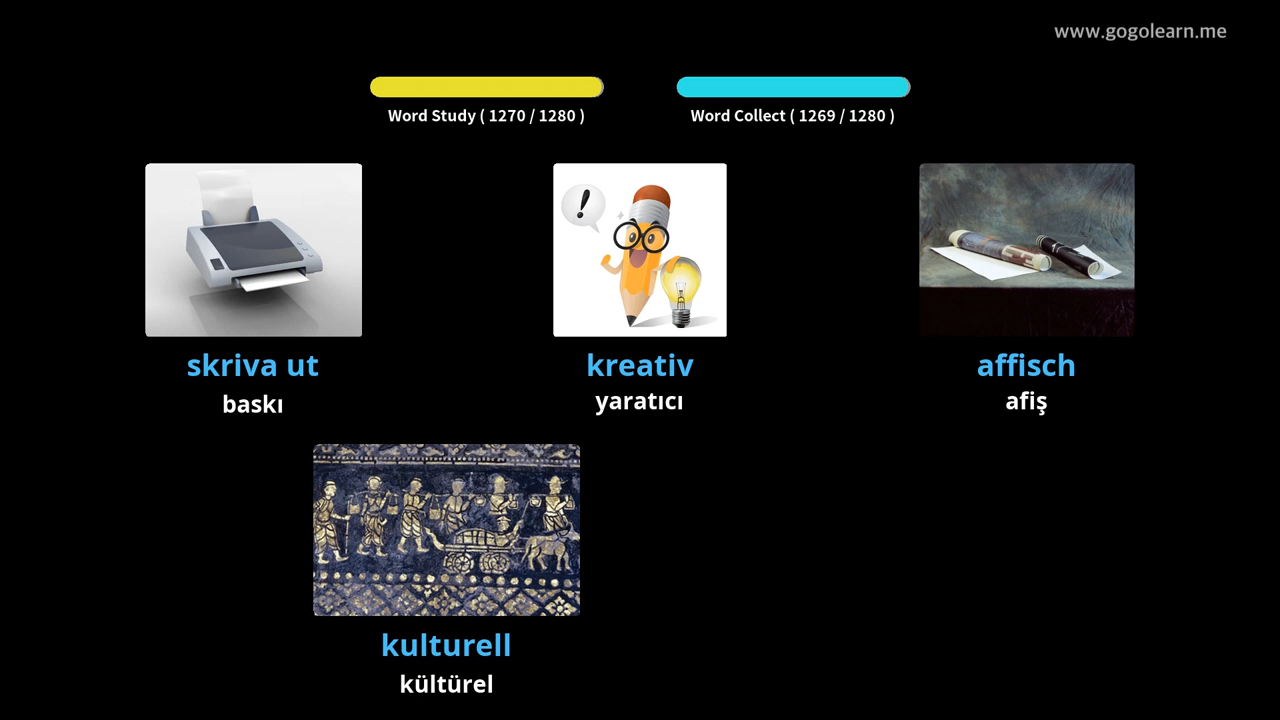 www.gogolearn.me
Word Study ( 1270 / 1280 )
Word Collect ( 1269 / 1280 )
!
skriva ut
kreativ
affisch
baskı
yaratıcı
afiş
kulturell
kültürel